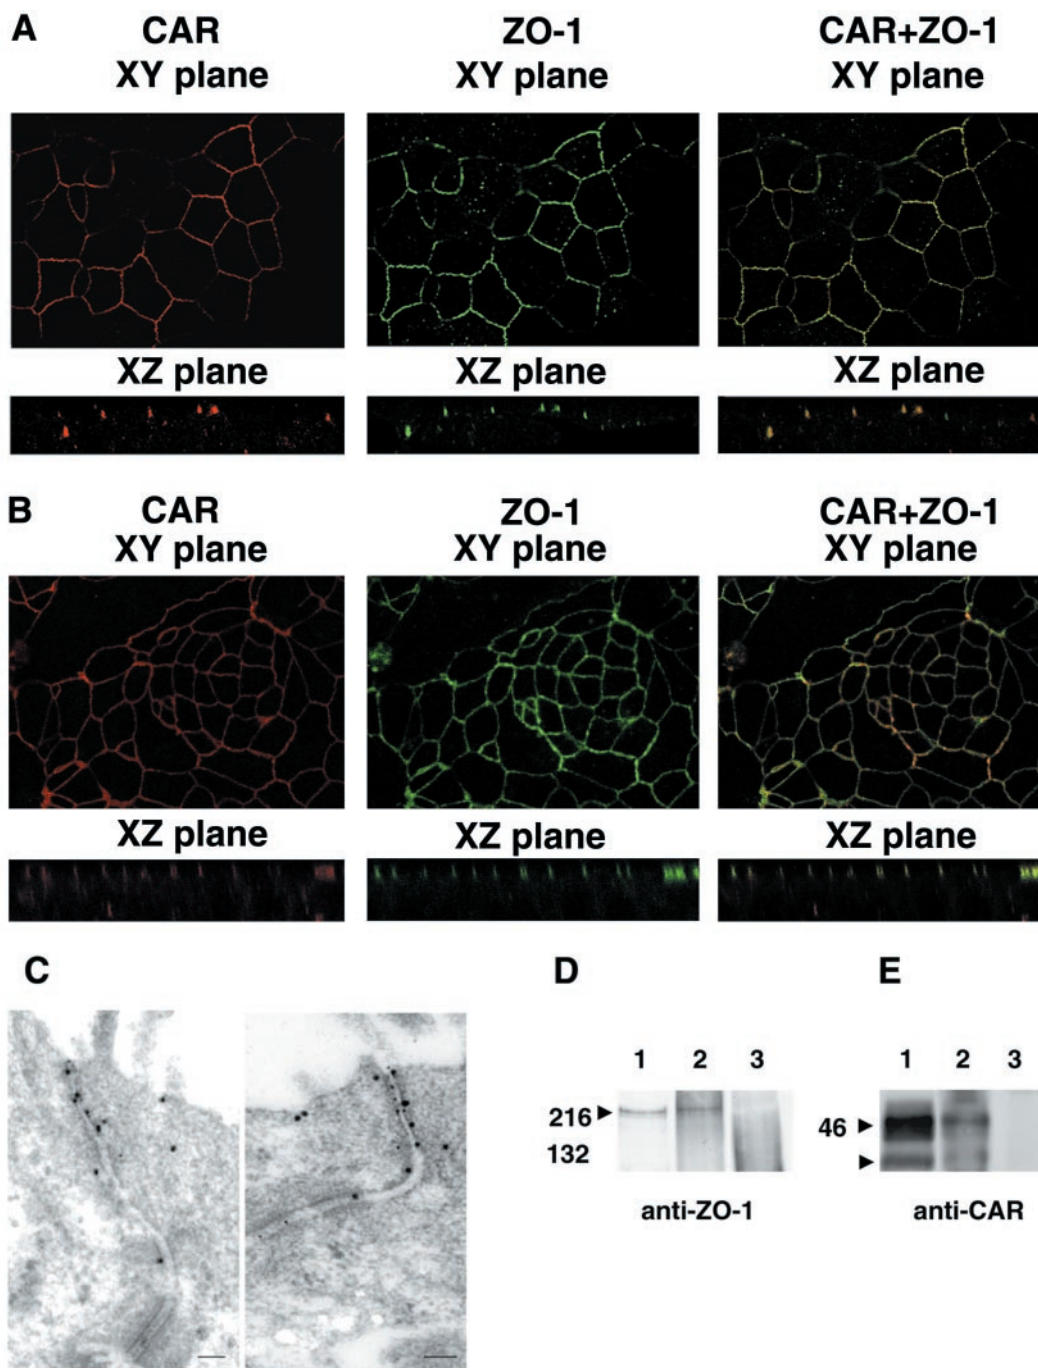 A
CAR ZO-1 CAR+ZO-1
XY plane XY plane XY plane
XZ plane XZ plane XZ plane
B
CAR ZO-1 CAR+ZO-1
XY plane XY plane XY plane
XZ plane XZ plane XZ plane
C D E
1 2 3 1 2 3
216
132
46
anti-ZO-1 anti-CAR